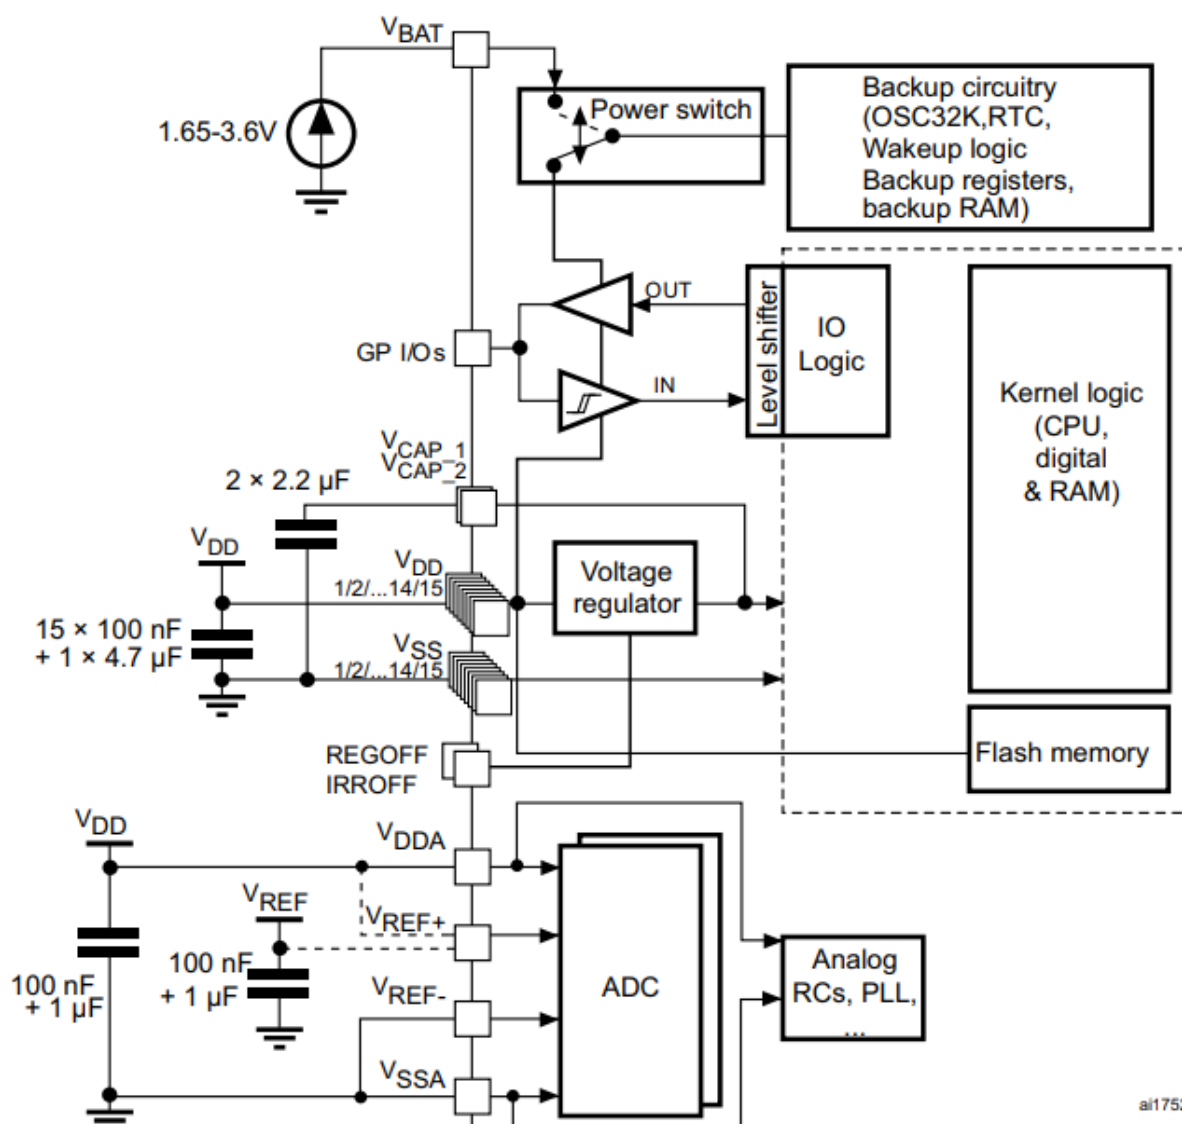 VBAT
Power switch
1.65-3.6V
Backup circuitry
(OSC32K,RTC,
Wakeup logic
Backup registers,
backup RAM)
OUT
GP I/Os
IN
Level shifter
IO
Logic
Kernel logic
(CPU,
digital
& RAM)
VCAP_1
VCAP_2
2 × 2.2 µF
VDD
VDD
1/2/...14/15
Voltage
regulator
15 × 100 nF
+ 1 × 4.7 µF
VSS
1/2/...14/15
REGOFF
IRROFF
Flash memory
VDD
VDDA
VREF
VREF+
100 nF
+ 1 µF
100 nF
+ 1 µF
VREF-
ADC
Analog
RCs, PLL,
...
VSSA
ai1752